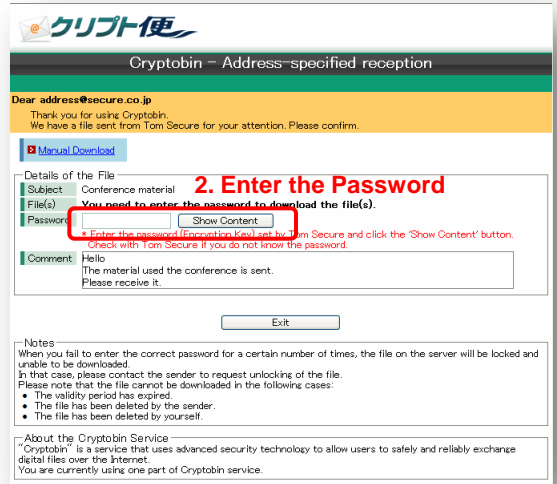 クリプト便
Cryptobin - Address-specified reception
Dear address@secure.co.jp
Thank you for using Cryptobin.
We have a file sent from Tom Secure for your attention. Please confirm.
Manual Download
Details of the File
2. Enter the Password
Subject Conference material
File(s) You need to enter the password to download the file(s).
Password Show Content
* Enter the password (Encryption Key) set by Tom Secure and click the 'Show Content' button.
Check with Tom Secure if you do not know the password.
Comment Hello
The material used the conference is sent.
Please receive it.
Exit
Notes
When you fail to enter the correct password for a certain number of times, the file on the server will be locked and
unable to be downloaded.
In that case, please contact the sender to request unlocking of the file.
Please note that the file cannot be downloaded in the following cases:
• The validity period has expired.
• The file has been deleted by the sender.
• The file has been deleted by yourself.
About the Cryptobin Service
"Cryptobin" is a service that uses advanced security technology to allow users to safely and reliably exchange
digital files over the Internet.
You are currently using one part of Cryptobin service.